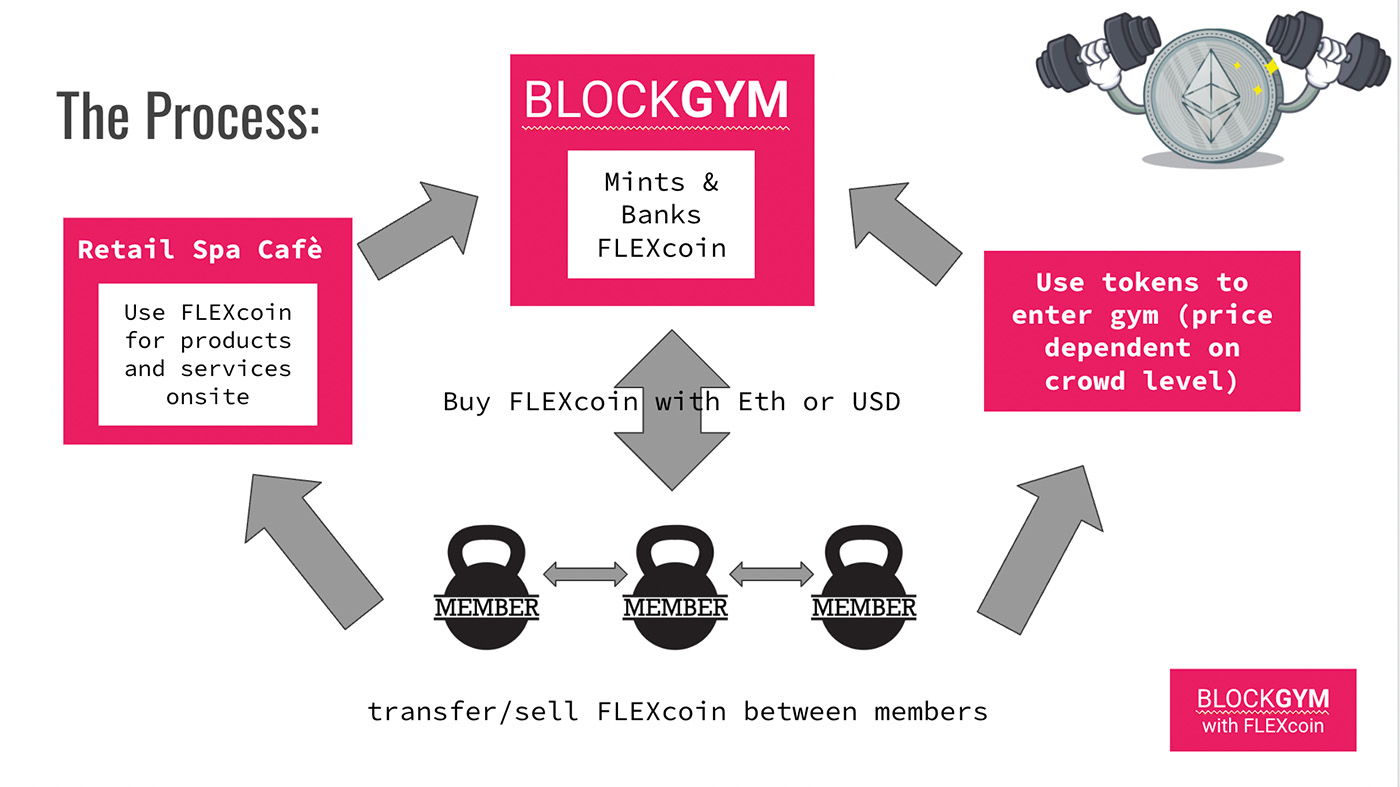 The Process:
BLOCKGYM
Mints &
Banks
FLEXcoin
Retail Spa Cafè
Use FLEXcoin
for products
and services
onsite
Use tokens to
enter gym (price
dependent on
crowd level)
Buy FLEXcoin with Eth or USD
MEMBER
MEMBER
MEMBER
transfer/sell FLEXcoin between members
BLOCKGYM
with FLEXcoin